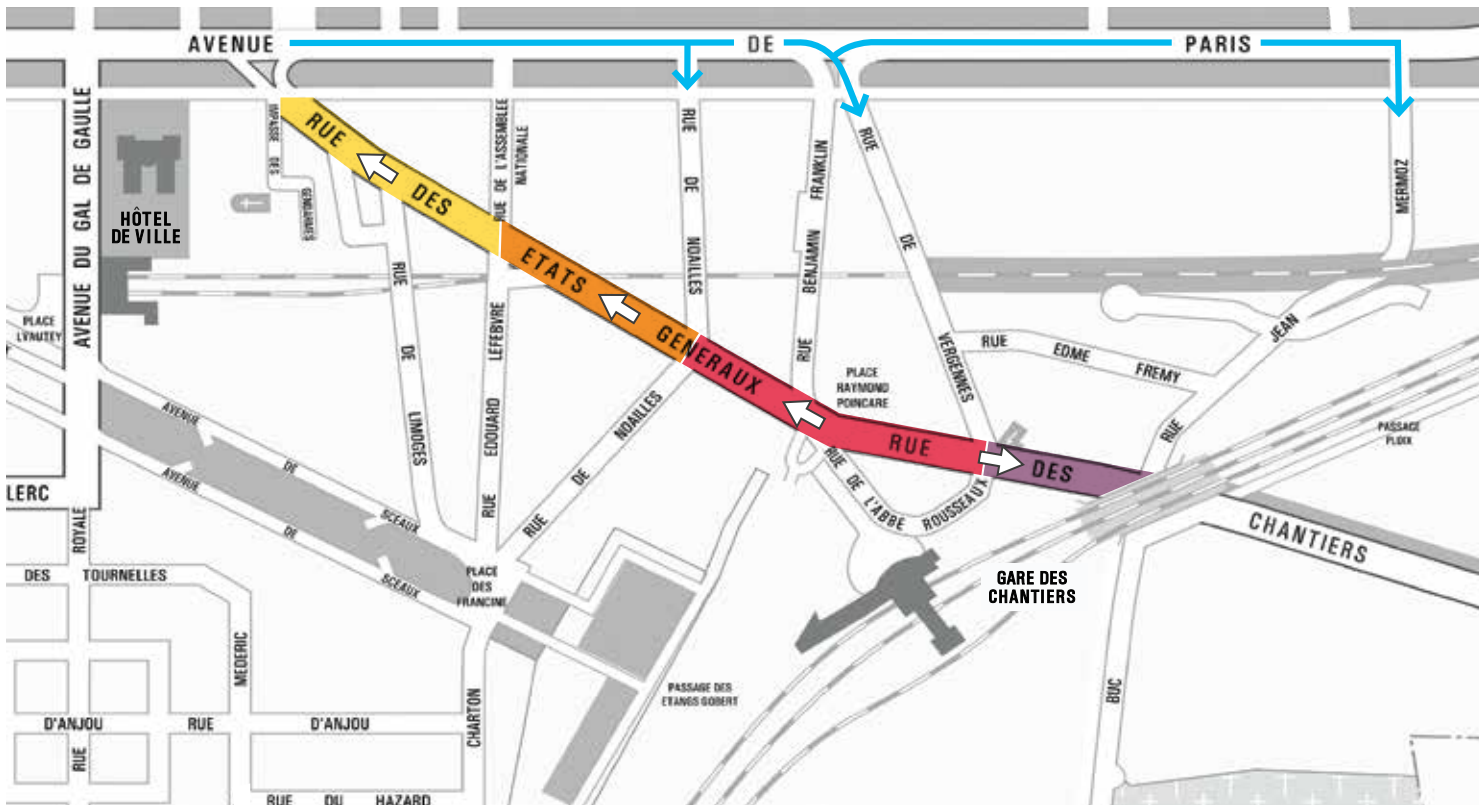 AVENUE DE PARIS
AVENUE DU GAL DE GAULLE
HÔTEL
DE VILLE
IMPASSE DES
GENDARMES
RUE DES ETATS GENERAUX
RUE DE L'ASSEMBLEE
NATIONALE
RUE DE NOAILLES
RUE BENJAMIN FRANKLIN
RUE DE VERGENNES
MERMOZ
JEAN
RUE
PLACE
LYAUTEY
RUE DE LIMOGES
RUE EDOUARD LEFEBVRE
RUE DE NOAILLES
PLACE
RAYMOND
POINCARE
RUE EDME FREMY
PASSAGE
PLOIX
RUE DES
CHANTIERS
RUE DE L'ABBÉ ROUSSEAUX
AVENUE DE SCEAUX
AVENUE DE SCEAUX
LERC
ROYALE
DES TOURNELLES
PLACE
DES
FRANCINE
GARE DES
CHANTIERS
MEDERIC
CHARTON
PASSAGE DES
ETANGS GOBERT
BUC
D'ANJOU RUE D'ANJOU
RUE
RUE DU HAZARD